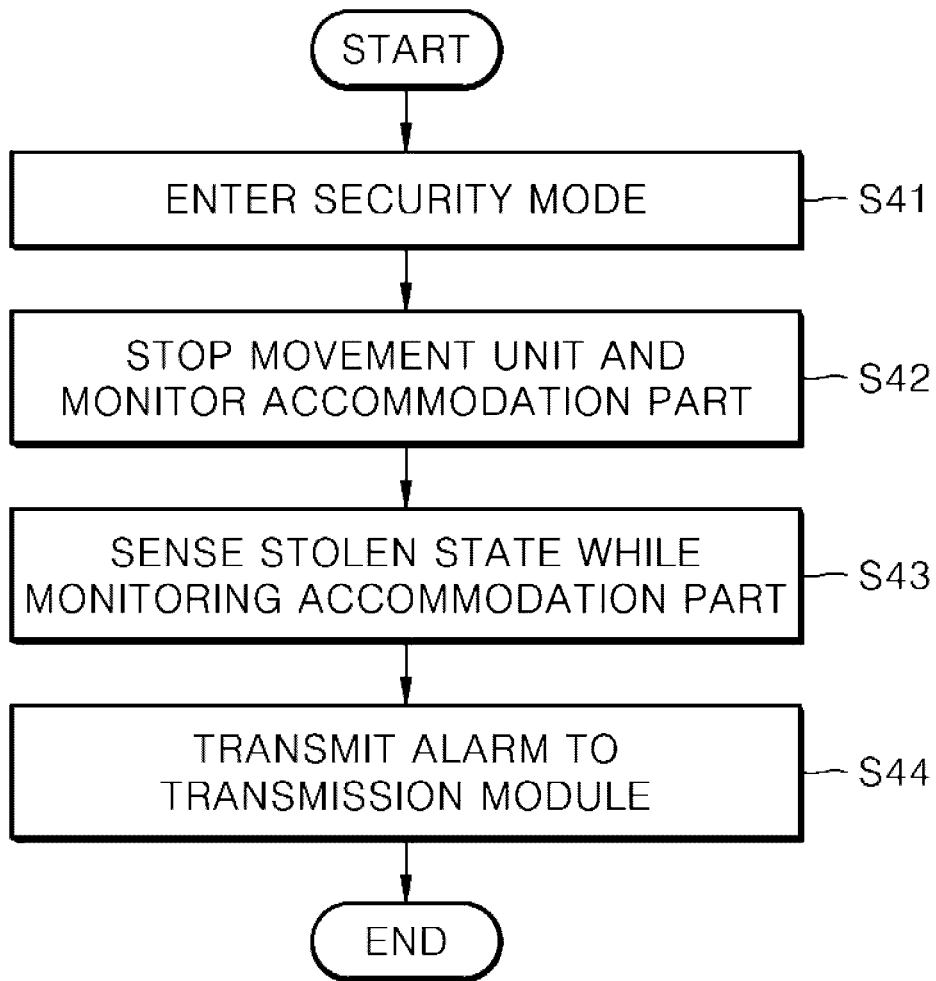 START
ENTER SECURITY MODE
S41
STOP MOVEMENT UNIT AND
MONITOR ACCOMMODATION PART
S42
SENSE STOLEN STATE WHILE
MONITORING ACCOMMODATION PART
S43
TRANSMIT ALARM TO
TRANSMISSION MODULE
S44
END